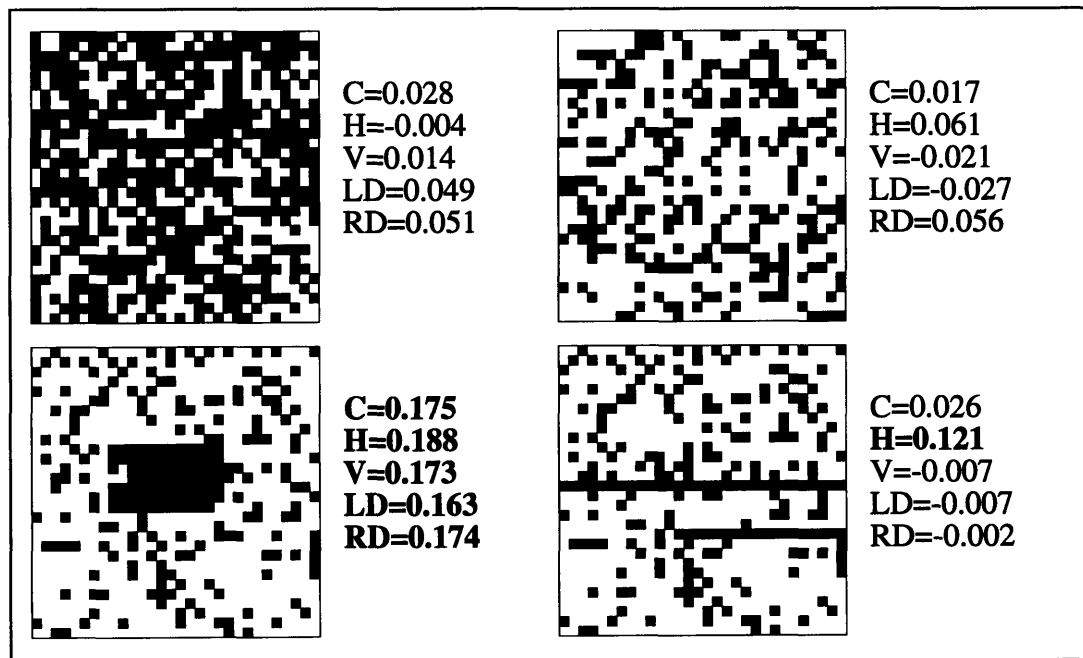 C=0.028
H=-0.004
V=0.014
LD=0.049
RD=0.051
C=0.017
H=0.061
V=-0.021
LD=-0.027
RD=0.056
C=0.175
H=0.188
V=0.173
LD=0.163
RD=0.174
C=0.026
H=0.121
V=-0.007
LD=-0.007
RD=-0.002